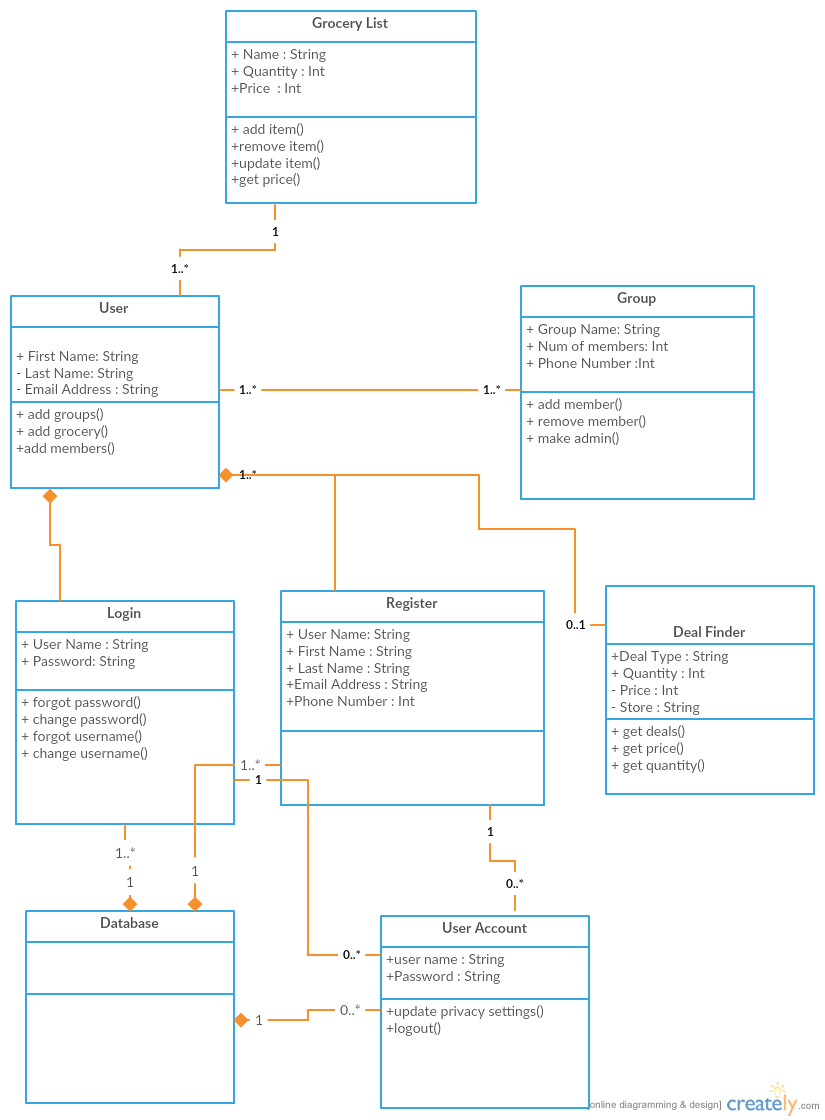 Grocery List
+ Name : String
+ Quantity : Int
+Price  : Int
+ add item()
+remove item()
+update item()
+get price()
1
1..*
User
+ First Name: String
- Last Name: String
- Email Address : String
+ add groups()
+ add grocery()
+add members()
1..*
1..*
Group
+ Group Name: String
+ Num of members: Int
+ Phone Number :Int
+ add member()
+ remove member()
+ make admin()
1..*
0..1
Login
+ User Name : String
+ Password: String
+ forgot password()
+ change password()
+ forgot username()
+ change username()
Register
+ User Name: String
+ First Name : String
+ Last Name : String
+Email Address : String
+Phone Number : Int
Deal Finder
+Deal Type : String
+ Quantity : Int
- Price : Int
- Store : String
+ get deals()
+ get price()
+ get quantity()
1..*
1
1
0..*
1..*
1
1
Database
User Account
+user name : String
+Password : String
+update privacy settings()
+logout()
0..*
1
0..*
[online diagramming & design]
creately.com